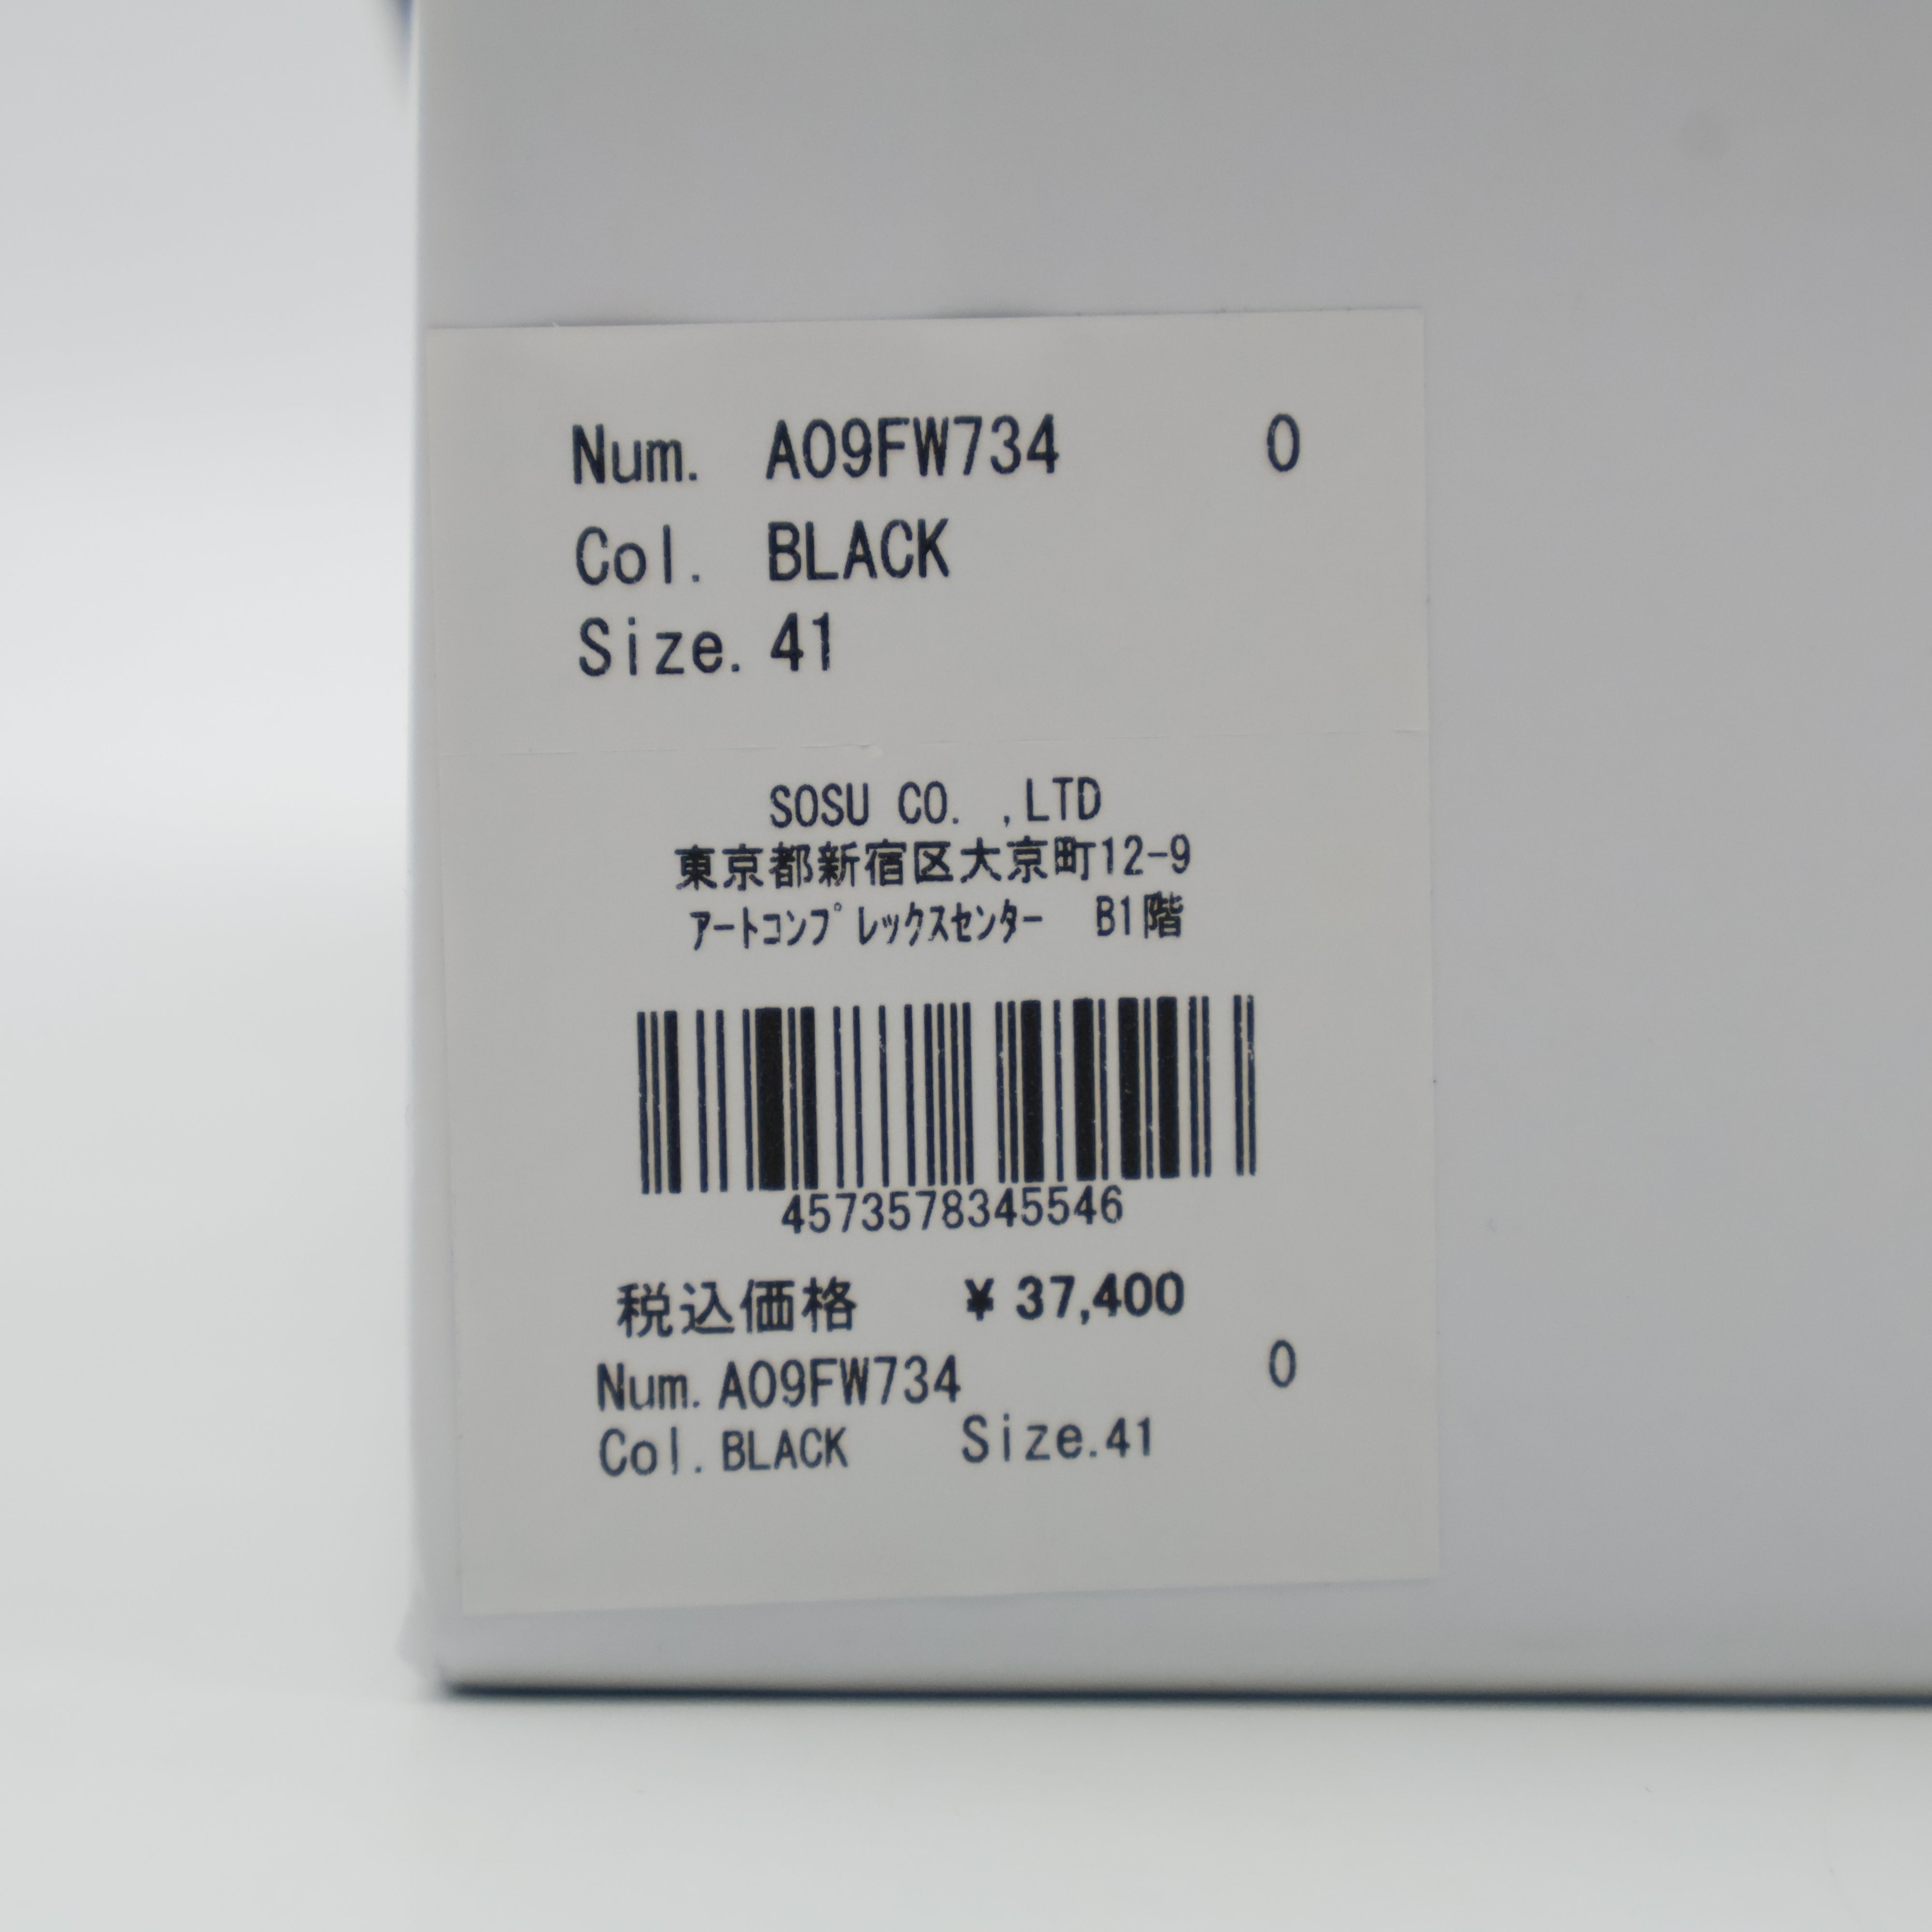 Num. A09FW734 0
Col. BLACK
Size. 41
SOSU CO. ,LTD
東京都新宿区大京町12-9
ｱｰﾄｺﾝﾌﾟﾚｯｸｽｾﾝﾀｰ B1階
4573578345546
税込価格 ¥ 37,400
Num. A09FW734 0
Col. BLACK Size. 41